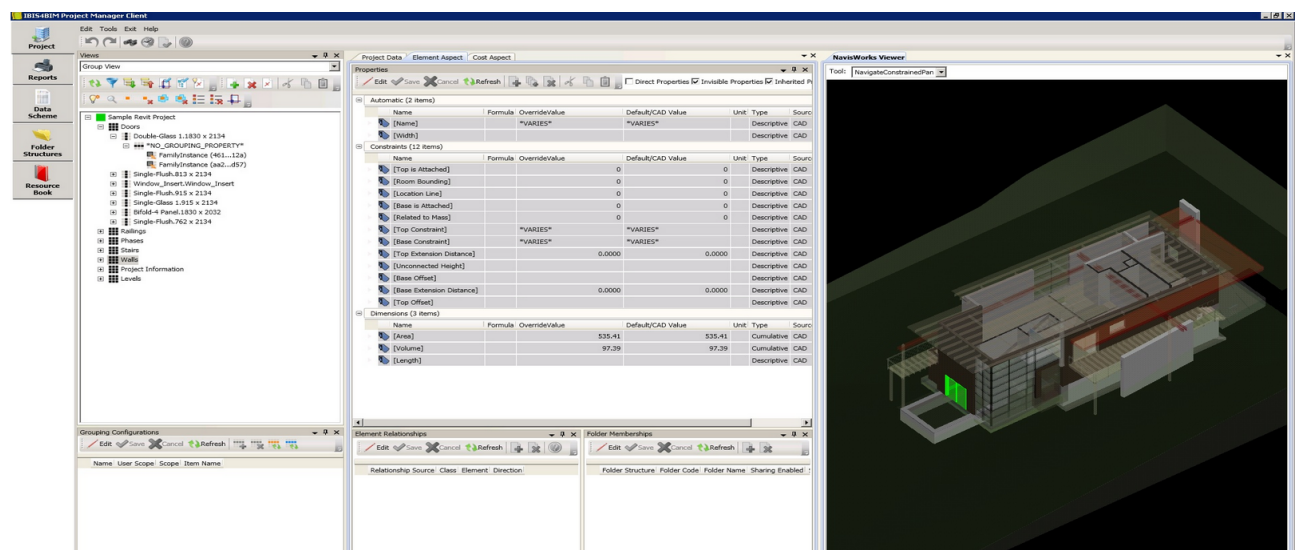 IBIS4BIM Project Manager Client
Edit Tools Exit Help
Project
Reports
Data
Scheme
Folder
Structures
Resource
Book
Views
Group View
Sample Revit Project
Doors
Double-Glass 1.1830 x 2134
*NO_GROUPING_PROPERTY*
FamilyInstance (461...12a)
FamilyInstance (aa2...d57)
Single-Flush.813 x 2134
Window_Insert.Window_Insert
Single-Flush.915 x 2134
Single-Glass 1.915 x 2134
Bifold-4 Panel.1830 x 2032
Single-Flush.762 x 2134
Railings
Phases
Stairs
Walls
Project Information
Levels
Grouping Configurations
Edit Save Cancel Refresh
Name User Scope Scope Item Name
Project Data Element Aspect Cost Aspect
Properties
Edit Save Cancel Refresh Direct Properties Invisible Properties Inherited P
Automatic (2 items)
Name Formula OverrideValue Default/CAD Value Unit Type Sourc
[Name] *VARIES* *VARIES* Descriptive CAD
[Width] Descriptive CAD
Constraints (12 items)
Name Formula OverrideValue Default/CAD Value Unit Type Sourc
[Top is Attached] 0 0 Descriptive CAD
[Room Bounding] 0 0 Descriptive CAD
[Location Line] 0 0 Descriptive CAD
[Base is Attached] 0 0 Descriptive CAD
[Related to Mass] 0 0 Descriptive CAD
[Top Constraint] *VARIES* *VARIES* Descriptive CAD
[Base Constraint] *VARIES* *VARIES* Descriptive CAD
[Top Extension Distance] 0.0000 0.0000 Descriptive CAD
[Unconnected Height] Descriptive CAD
[Base Offset] Descriptive CAD
[Base Extension Distance] 0.0000 0.0000 Descriptive CAD
[Top Offset] Descriptive CAD
Dimensions (3 items)
Name Formula OverrideValue Default/CAD Value Unit Type Sourc
[Area] 535.41 535.41 Cumulative CAD
[Volume] 97.39 97.39 Cumulative CAD
[Length] Descriptive CAD
Element Relationships
Edit Save Cancel Refresh
Relationship Source Class Element Direction
Folder Memberships
Edit Save Cancel Refresh
Folder Structure Folder Code Folder Name Sharing Enabled
NavisWorks Viewer
Tool: NavigateConstrainedPan